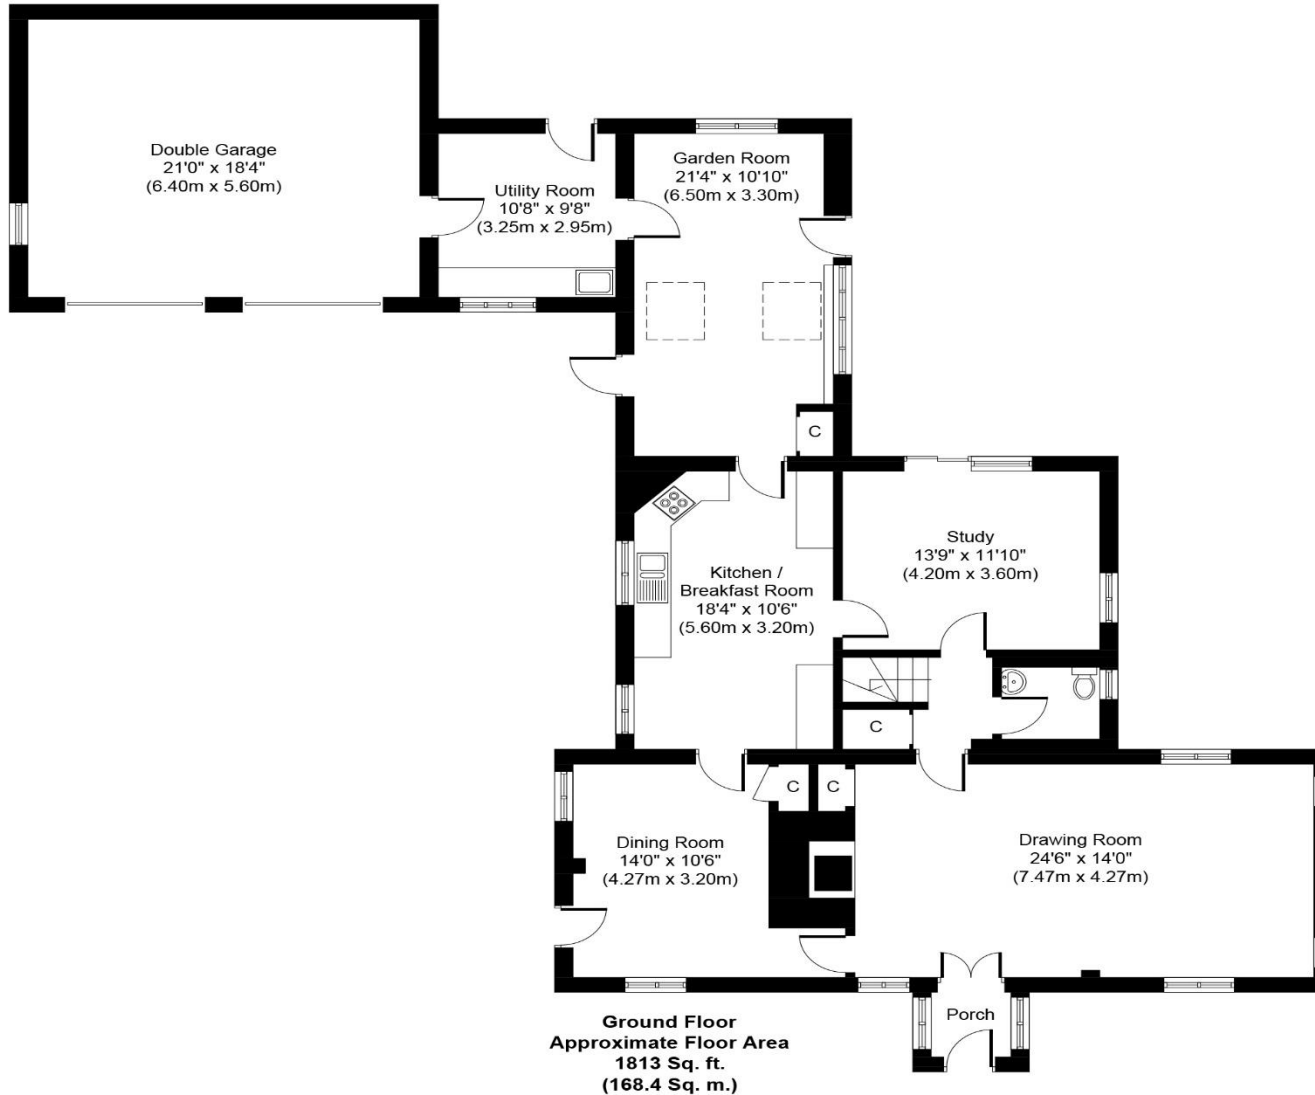 Double Garage
21'0" x 18'4"
(6.40m x 5.60m)
Utility Room
10'8" x 9'8"
(3.25m x 2.95m)
Garden Room
21'4" x 10'10"
(6.50m x 3.30m)
C
Kitchen /
Breakfast Room
18'4" x 10'6"
(5.60m x 3.20m)
Study
13'9" x 11'10"
(4.20m x 3.60m)
C
C
C
Dining Room
14'0" x 10'6"
(4.27m x 3.20m)
Drawing Room
24'6" x 14'0"
(7.47m x 4.27m)
Porch
Ground Floor
Approximate Floor Area
1813 Sq. ft.
(168.4 Sq. m.)